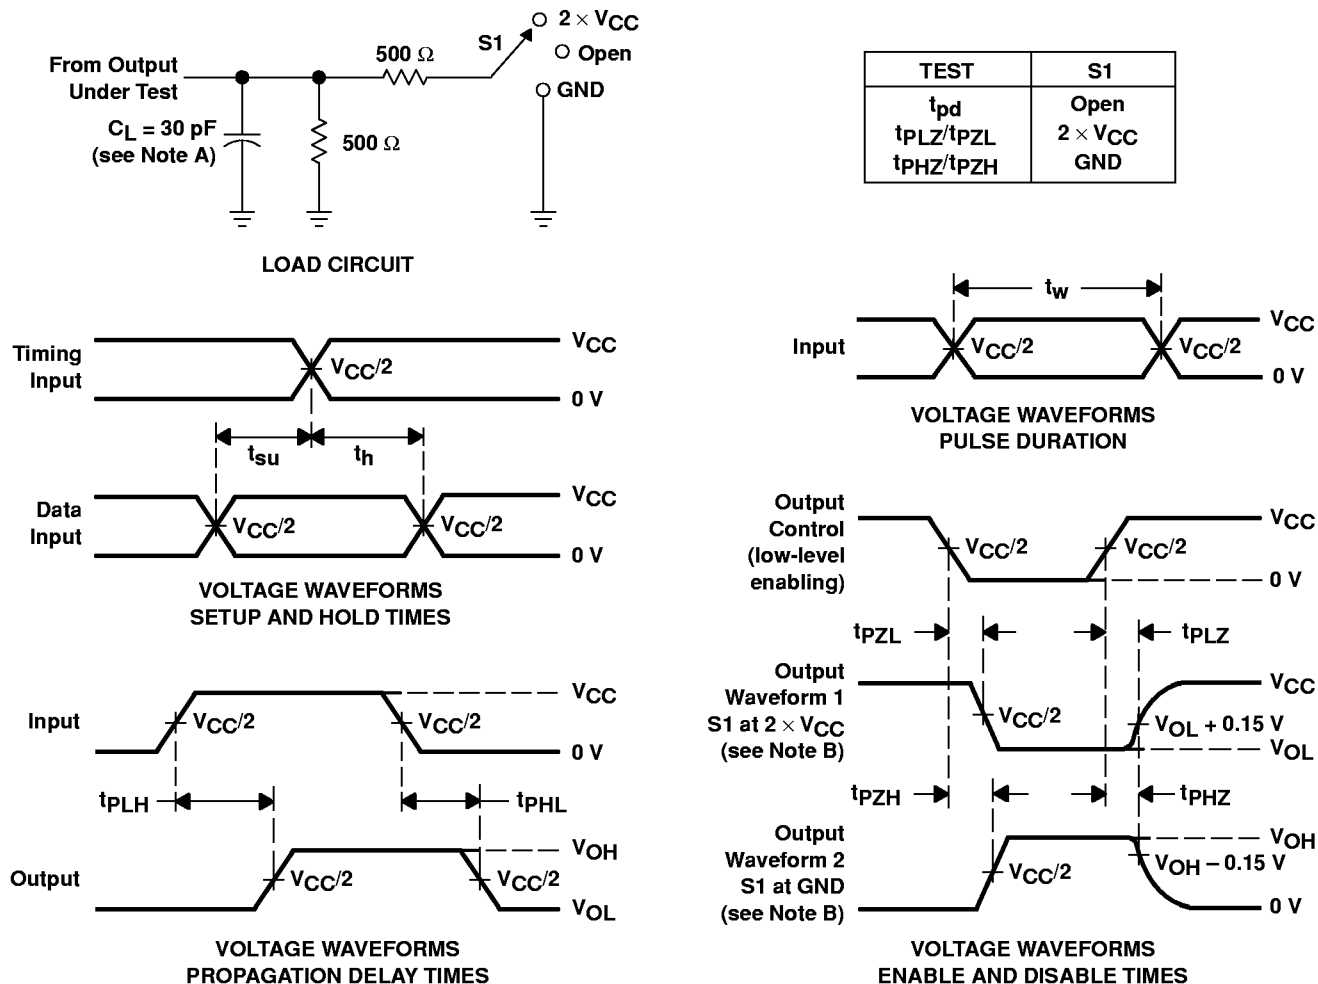 2 × VCC
S1
500 Ω
Open
From Output
Under Test
GND
CL = 30 pF
(see Note A)
500 Ω
LOAD CIRCUIT
TEST S1
tpd Open
tPLZ/tPZL 2 × VCC
tPHZ/tPZH GND
tw
Input
VCC/2
VCC/2
VCC
0 V
VOLTAGE WAVEFORMS
PULSE DURATION
Timing
Input
VCC/2
VCC
0 V
tsu
th
Data
Input
VCC/2
VCC/2
VCC
0 V
VOLTAGE WAVEFORMS
SETUP AND HOLD TIMES
Input
VCC/2
VCC/2
VCC
0 V
tPLH
tPHL
Output
VCC/2
VCC/2
VOH
VOL
VOLTAGE WAVEFORMS
PROPAGATION DELAY TIMES
Output
Control
(low-level
enabling)
VCC/2
VCC/2
VCC
0 V
tPZL
tPLZ
Output
Waveform 1
S1 at 2 × VCC
(see Note B)
VCC/2
VCC
VOL + 0.15 V
VOL
tPZH
tPHZ
Output
Waveform 2
S1 at GND
(see Note B)
VCC/2
VOH
VOH – 0.15 V
0 V
VOLTAGE WAVEFORMS
ENABLE AND DISABLE TIMES